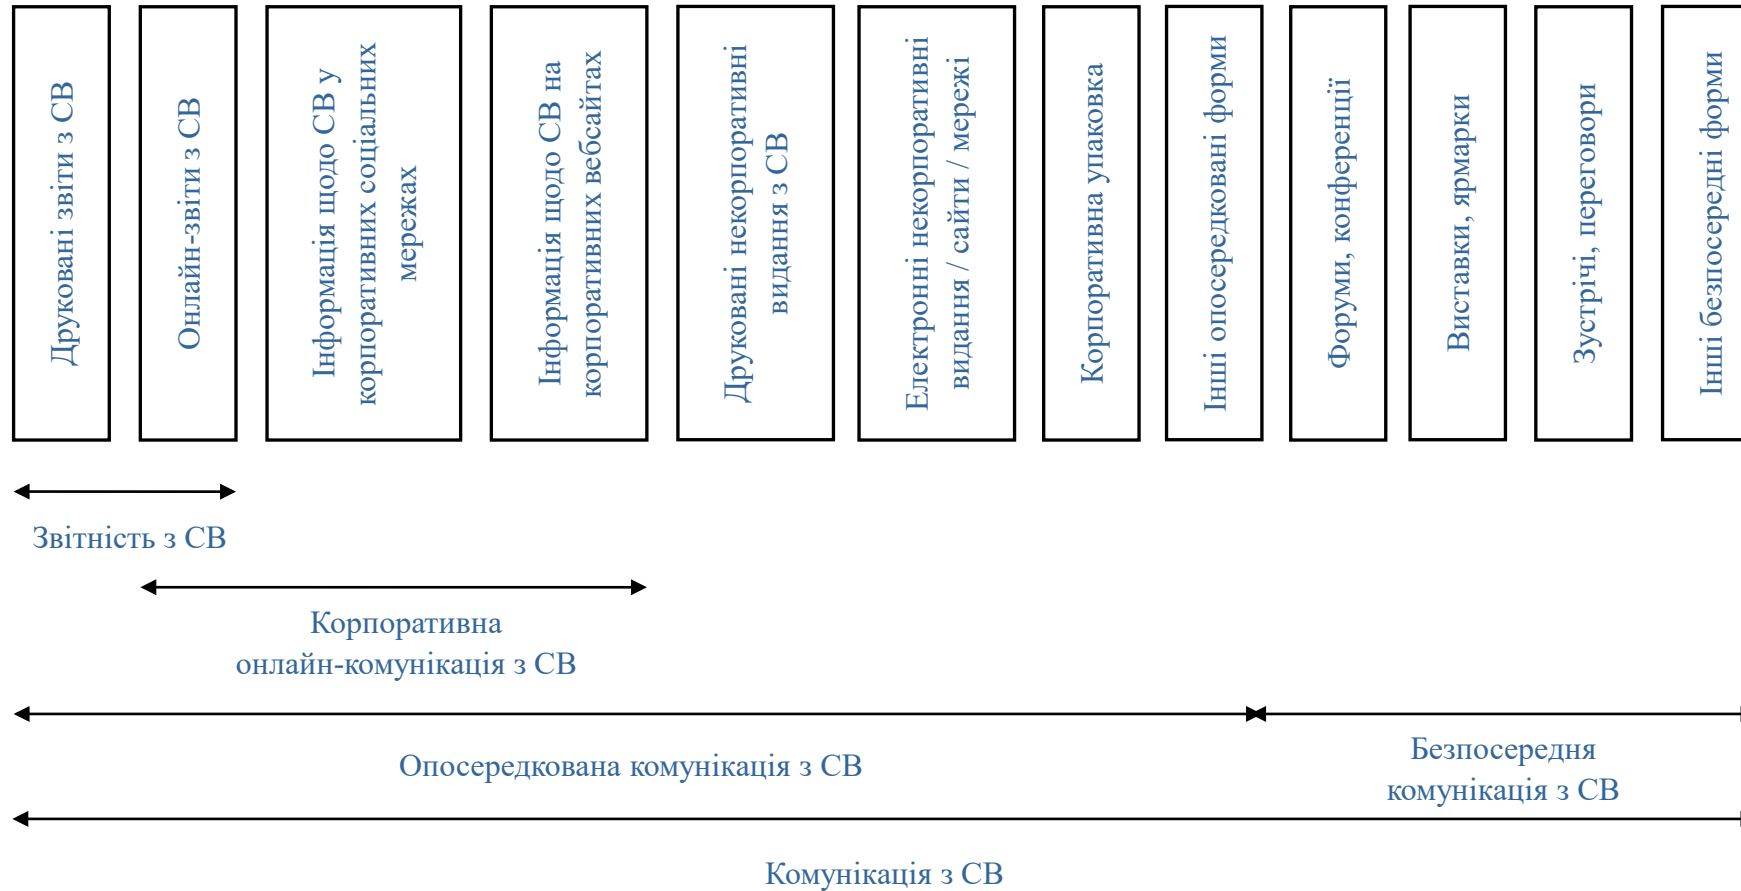 Друковані звіти з СВ
Онлайн-звіти з СВ
Інформація щодо СВ у
корпоративних соціальних
мережах
Інформація щодо СВ на
корпоративних вебсайтах
Друковані некорпоративні
видання з СВ
Електронні некорпоративні
видання / сайти / мережі
Корпоративна упаковка
Інші опосередковані форми
Форуми, конференції
Виставки, ярмарки
Зустрічі, переговори
Інші безпосередні форми
Звітність з СВ
Корпоративна
онлайн-комунікація з СВ
Опосередкована комунікація з СВ
Безпосередня
комунікація з СВ
Комунікація з СВ